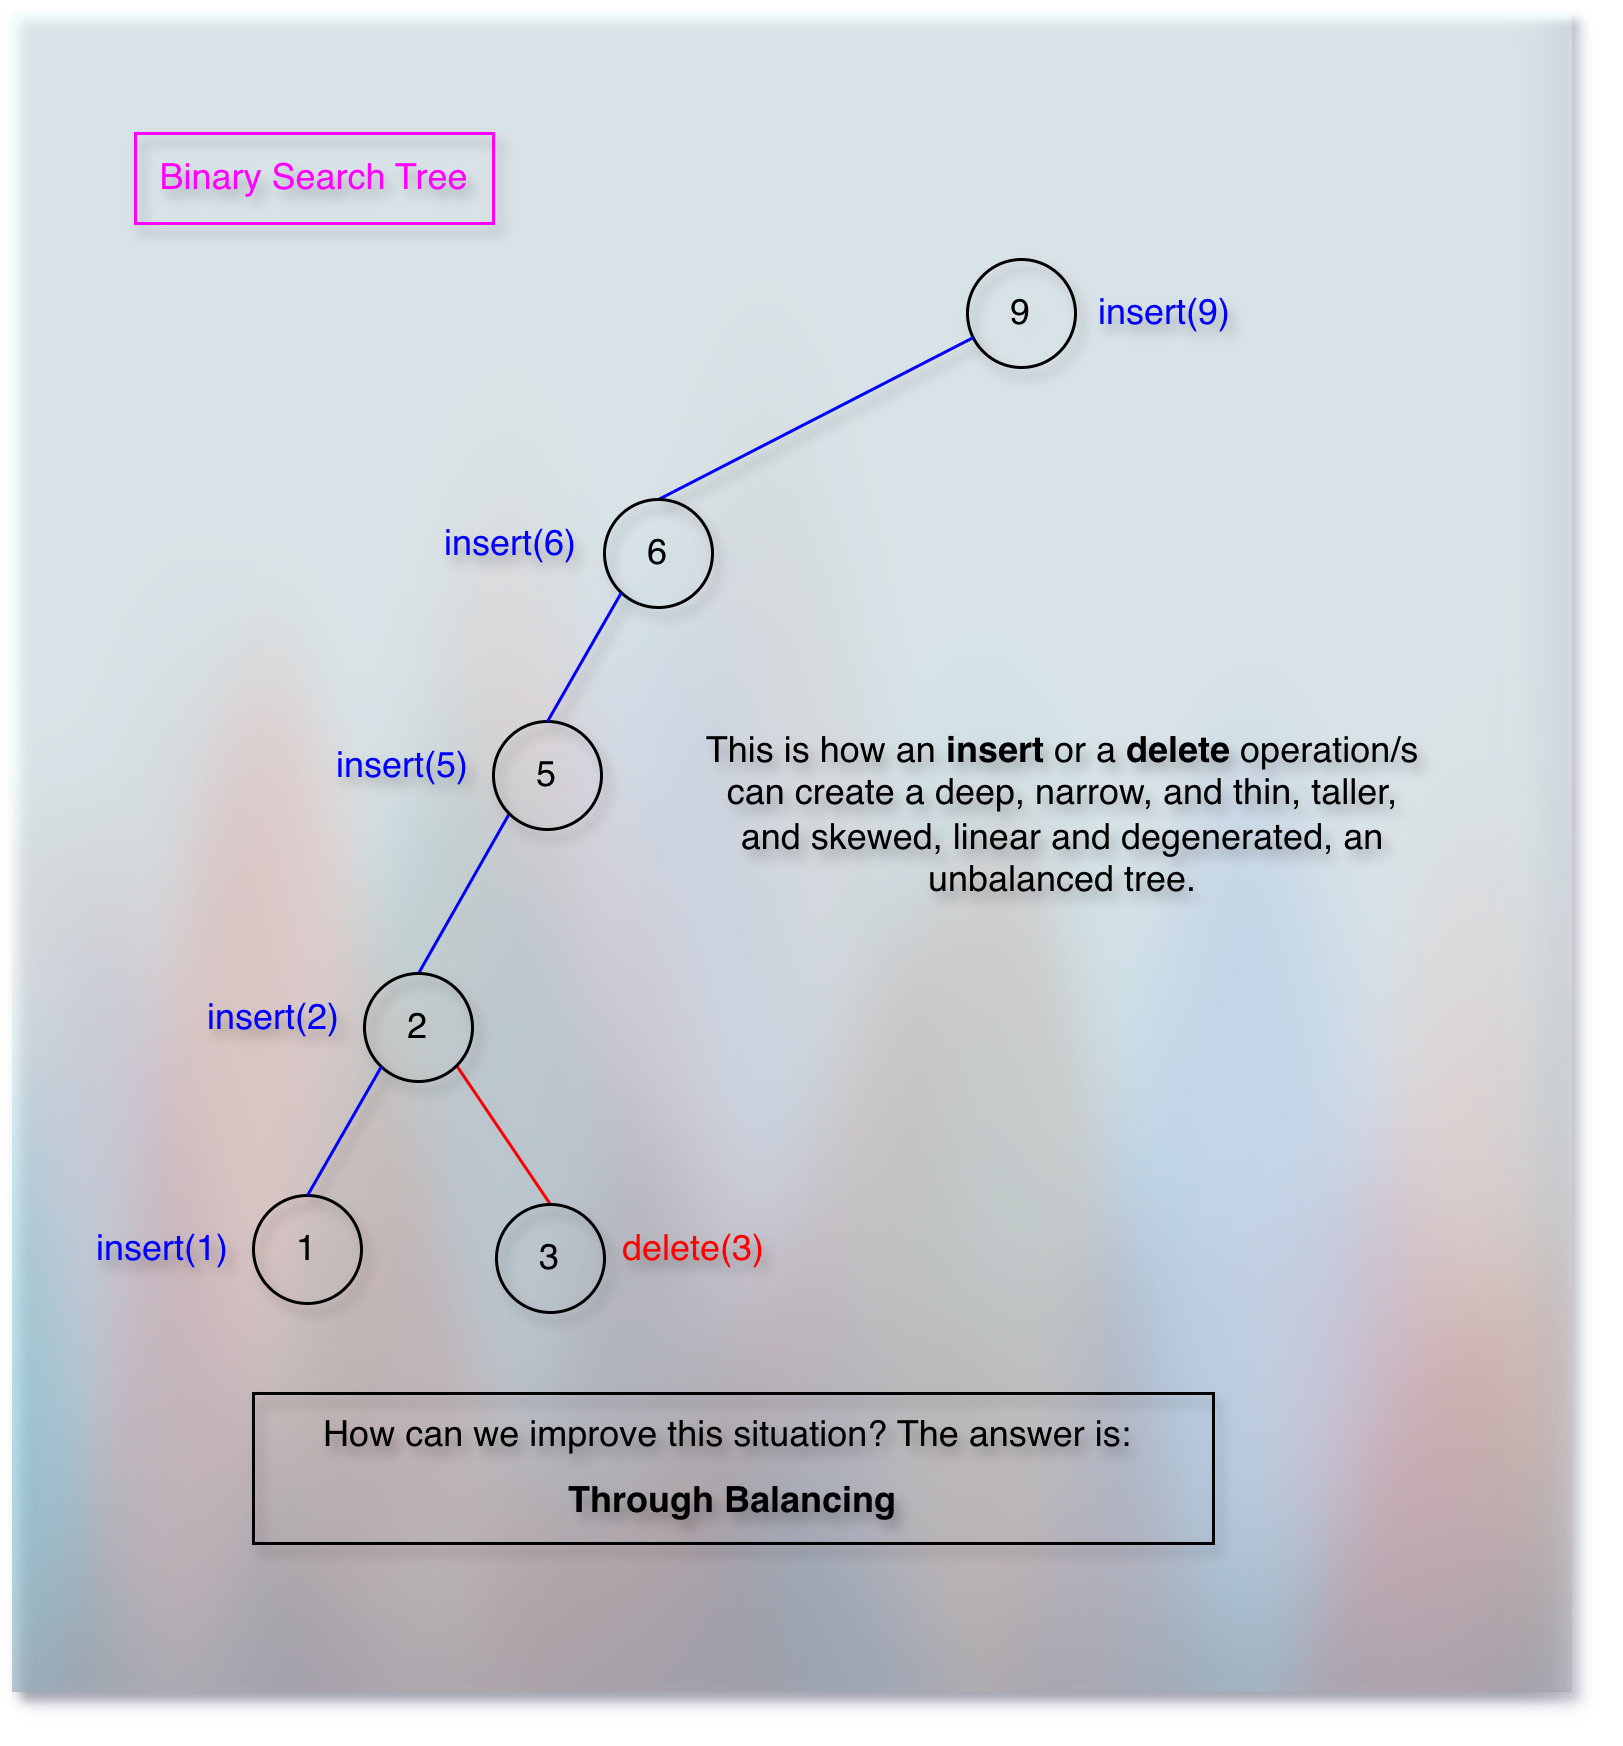 Binary Search Tree
9
insert(9)
insert(6)
6
insert(5)
5
This is how an insert or a delete operation/s
can create a deep, narrow, and thin, taller,
and skewed, linear and degenerated, an
unbalanced tree.
insert(2)
2
insert(1)
1
3
delete(3)
How can we improve this situation? The answer is:
Through Balancing